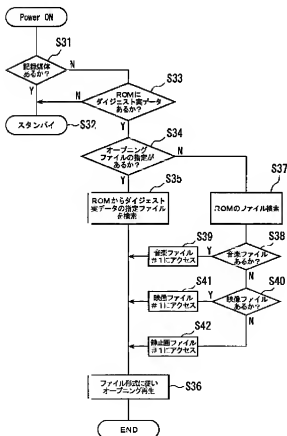 Power ON
S31
記録媒体
あるか?
N
Y
S33
ROMに
ダイジェスト実データ
あるか?
N
Y
スタンバイ
S32
S34
オープニング
ファイルの指定が
あるか?
N
Y
S35
ROMからダイジェスト
実データの指定ファイル
を検索
S37
ROMのファイル検索
S38
音楽ファイル
あるか?
Y
N
S39
音楽ファイル
#1にアクセス
S40
映像ファイル
あるか?
Y
N
S41
映像ファイル
#1にアクセス
S42
静止画ファイル
#1にアクセス
ファイル形式に従い
オープニング再生
S36
END